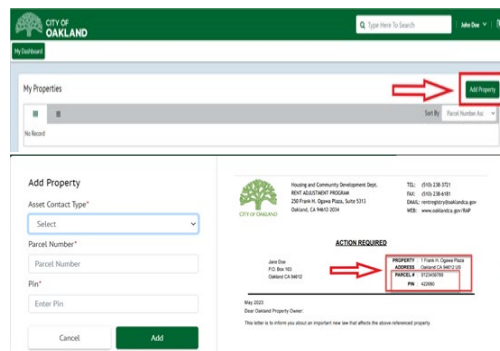 CITY OF
OAKLAND
Type Here To Search
John Doe
My Dashboard
My Properties
Add Property
Sort By
Parcel Number Asc
No Record
Add Property
Asset Contact Type*
Select
Parcel Number*
Parcel Number
Pin*
Enter Pin
Cancel
Add
CITY OF OAKLAND
Housing and Community Development Dept.
RENT ADJUSTMENT PROGRAM
250 Frank H. Ogawa Plaza, Suite 5313
Oakland, CA 94612-2034
TEL: (510) 238-3721
FAX: (510) 238-6181
EMAIL: rentregistry@oaklandca.gov
WEB: www.oaklandca.gov/RAP
ACTION REQUIRED
Jane Doe
P.O. Box 163
Oakland CA 94612
PROPERTY : 1 Frank H. Ogawa Plaza
ADDRESS Oakland CA 94612 US
PARCEL # :
PIN :
May 2023
Dear Oakland Property Owner:
This letter is to inform you about an important new law that affects the above-referenced property.